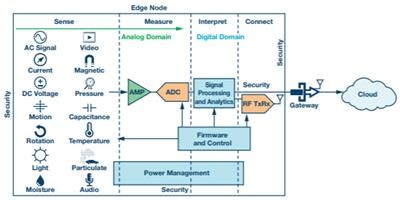 Edge Node
Sense
Measure
Interpret
Connect
Analog Domain
Digital Domain
AC Signal
Video
Current
Magnetic
DC Voltage
Pressure
Motion
Capacitance
Rotation
Temperature
Light
Particulate
Moisture
Audio
AMP
ADC
Signal
Processing
and Analytics
Security
RF TxRx
Firmware
and Control
Power Management
Security
Security
Security
Gateway
Cloud